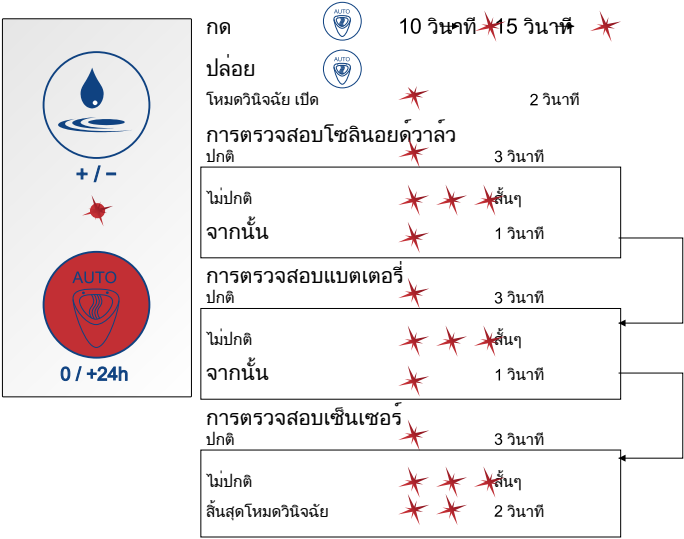 กด AUTO 10 วินาที 15 วินาที
ปล่อย AUTO
โหมดวินิจฉัย เปิด 2 วินาที
การตรวจสอบโซลินอยด์วาล์ว
ปกติ 3 วินาที
+ / −
ไม่ปกติ สั้นๆ
จากนั้น 1 วินาที
AUTO
0 / +24h
การตรวจสอบแบตเตอรี่
ปกติ 3 วินาที
ไม่ปกติ สั้นๆ
จากนั้น 1 วินาที
การตรวจสอบเซ็นเซอร์
ปกติ 3 วินาที
ไม่ปกติ สั้นๆ
สิ้นสุดโหมดวินิจฉัย 2 วินาที